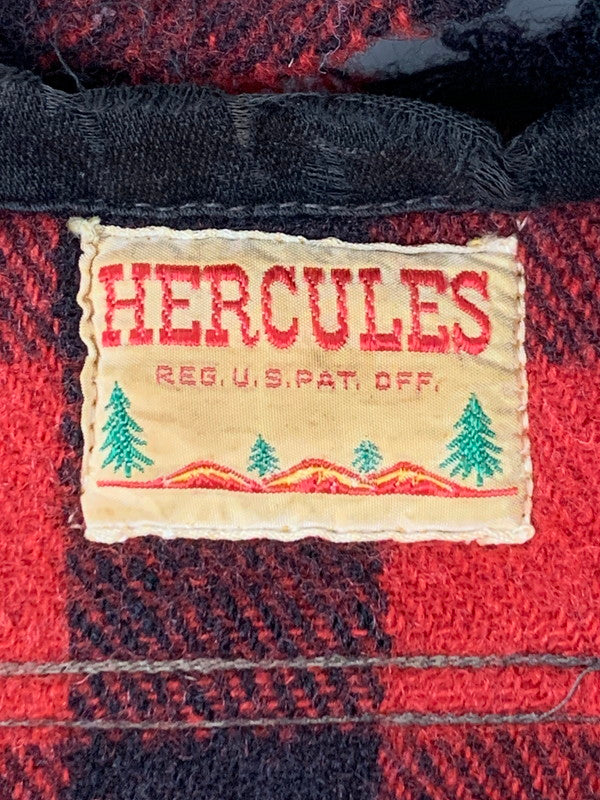 HERCULES
REG. U.S. PAT. OFF.